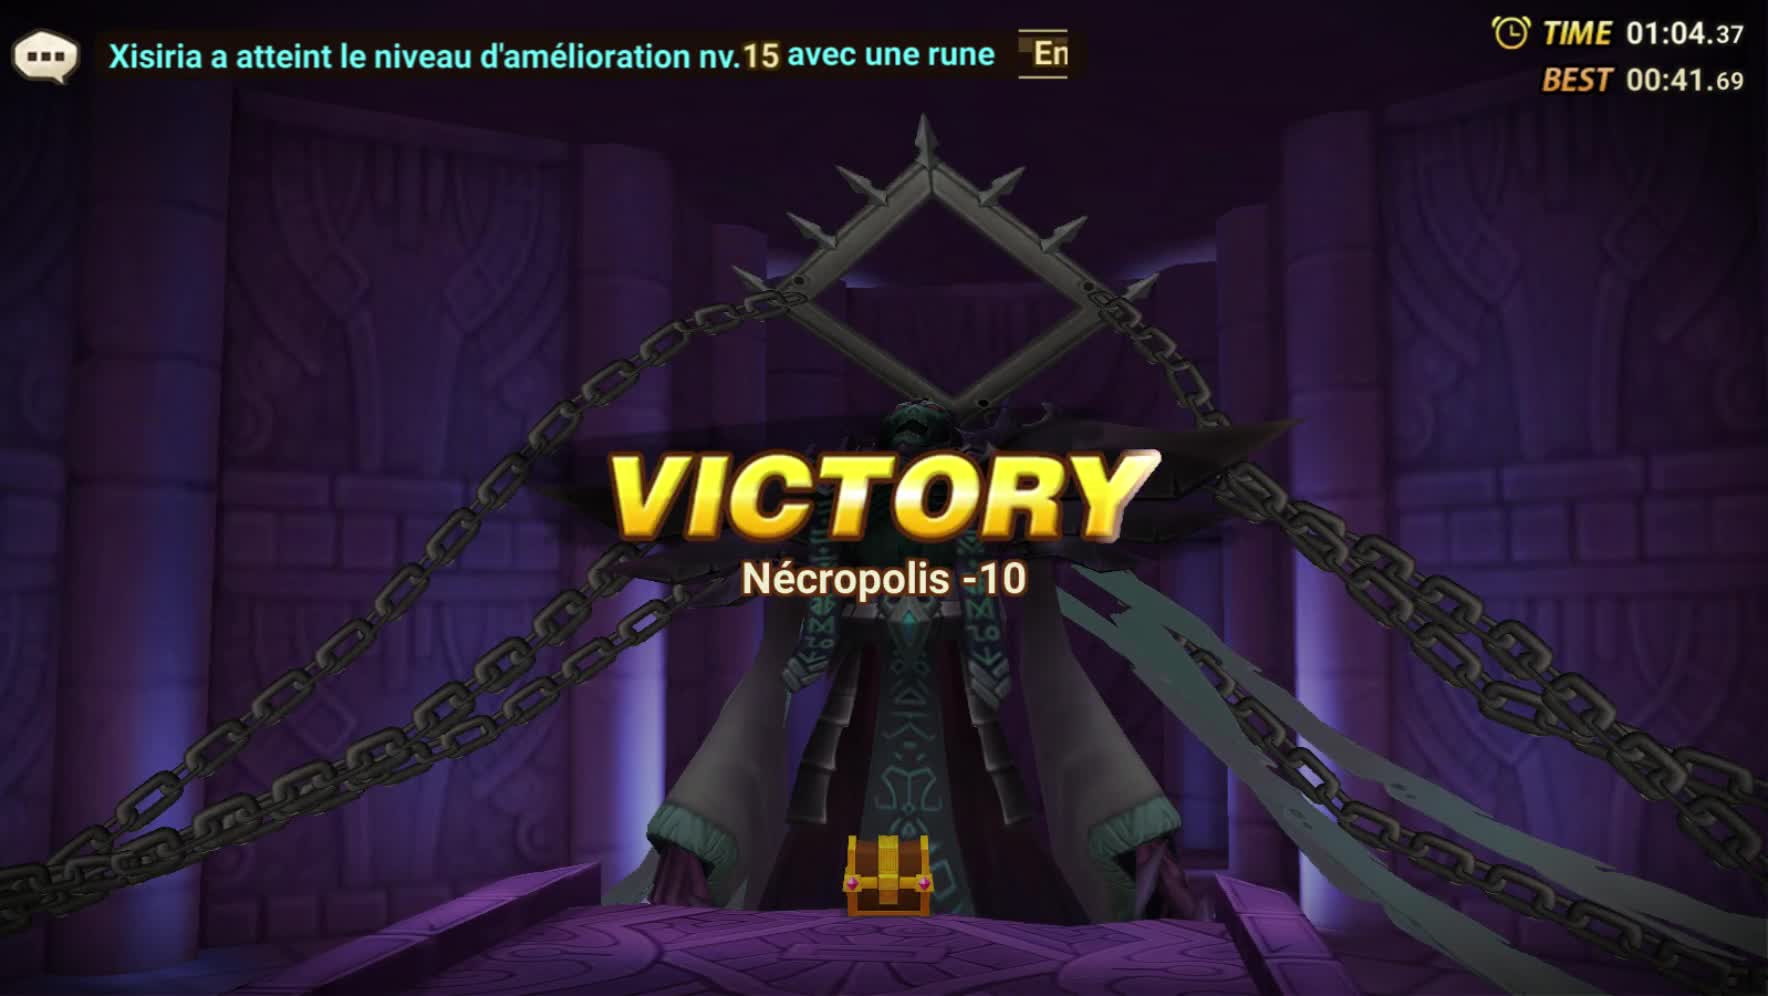 Xisiria a atteint le niveau d'amélioration nv.15 avec une rune En
TIME 01:04.37
BEST 00:41.69
VICTORY
Nécropolis -10